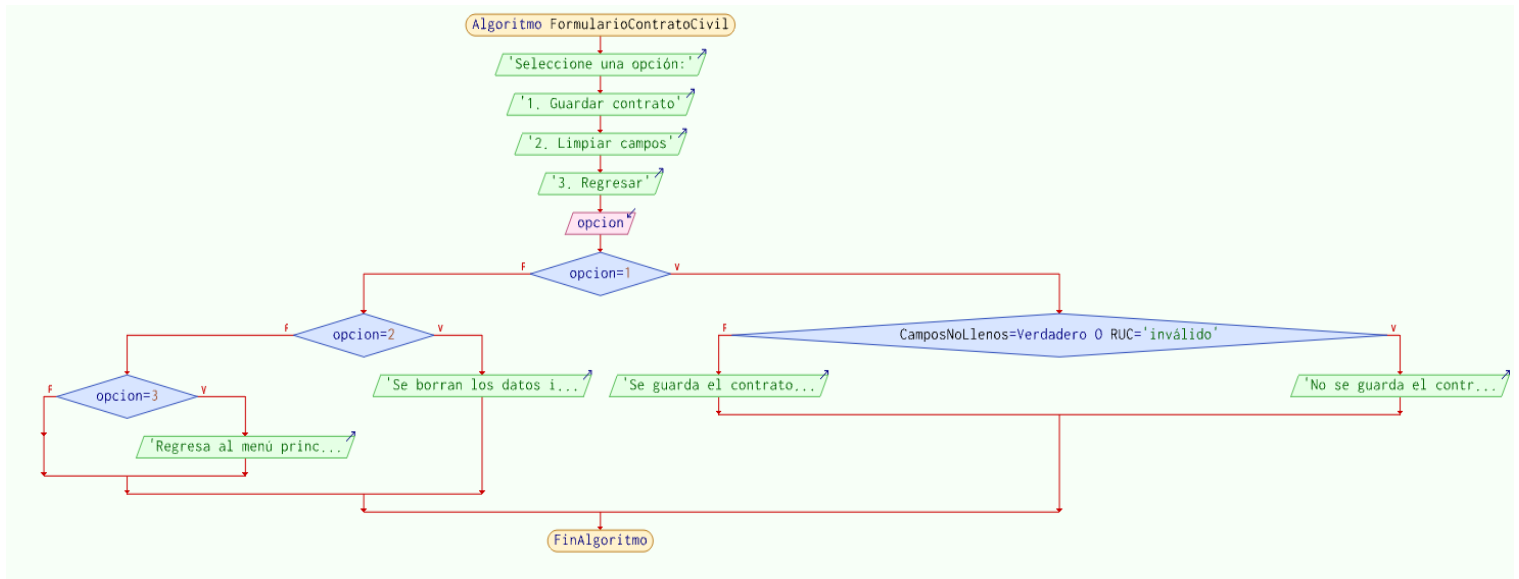 Algoritmo FormularioContratoCivil
'Seleccione una opción:'
'1. Guardar contrato'
'2. Limpiar campos'
'3. Regresar'
opcion
F opcion=1 V
F opcion=2 V
F CamposNoLlenos=Verdadero O RUC='inválido' V
'Se borran los datos i...
'Se guarda el contrato...
'No se guarda el contr...
F opcion=3 V
'Regresa al menú princ...
FinAlgoritmo